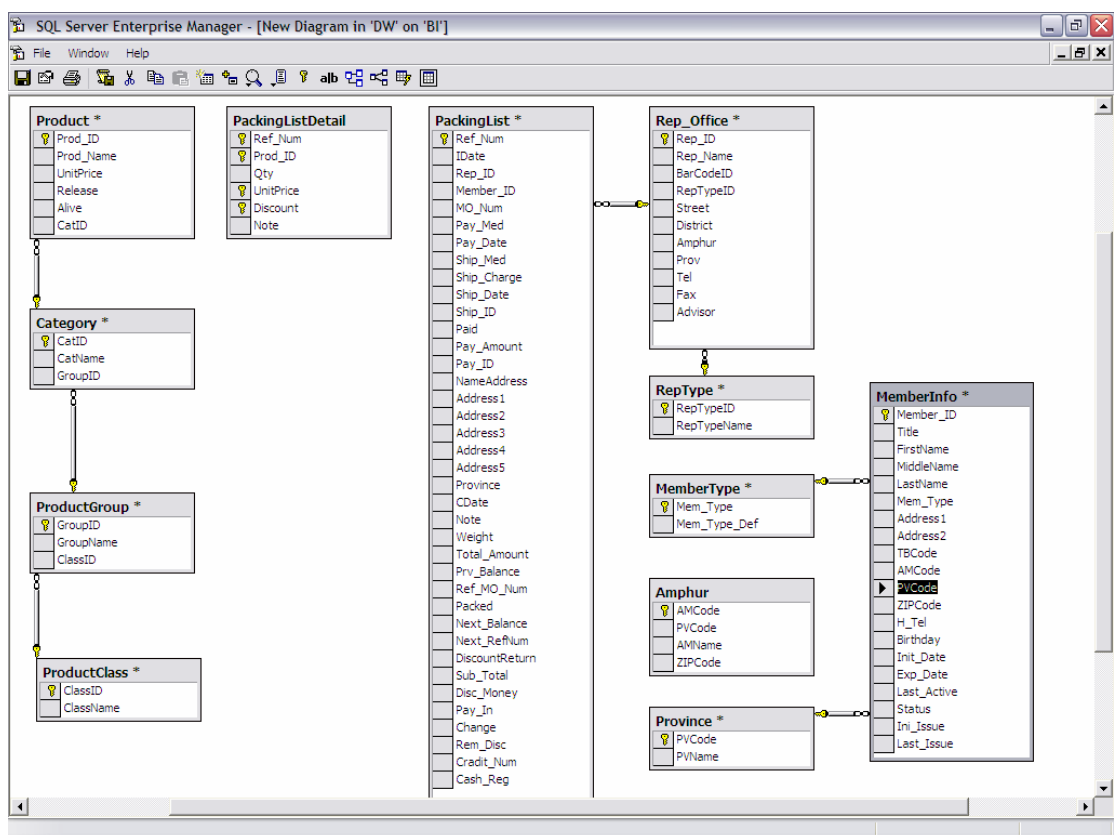 SQL Server Enterprise Manager - [New Diagram in 'DW' on 'BI']
File Window Help
alb
Product *
Prod_ID
Prod_Name
UnitPrice
Release
Alive
CatID
PackingListDetail
Ref_Num
Prod_ID
Qty
UnitPrice
Discount
Note
PackingList *
Ref_Num
IDate
Rep_ID
Member_ID
MO_Num
Pay_Med
Pay_Date
Ship_Med
Ship_Charge
Ship_Date
Ship_ID
Paid
Pay_Amount
Pay_ID
NameAddress
Address1
Address2
Address3
Address4
Address5
Province
CDate
Note
Weight
Total_Amount
Prv_Balance
Ref_MO_Num
Packed
Next_Balance
Next_RefNum
DiscountReturn
Sub_Total
Disc_Money
Pay_In
Change
Rem_Disc
Cradit_Num
Cash_Reg
Rep_Office *
Rep_ID
Rep_Name
BarCodeID
RepTypeID
Street
District
Amphur
Prov
Tel
Fax
Advisor
Category *
CatID
CatName
GroupID
RepType *
RepTypeID
RepTypeName
MemberInfo *
Member_ID
Title
FirstName
MiddleName
LastName
Mem_Type
Address1
Address2
TBCode
AMCode
PVCode
ZIPCode
H_Tel
Birthday
Init_Date
Exp_Date
Last_Active
Status
Ini_Issue
Last_Issue
MemberType *
Mem_Type
Mem_Type_Def
ProductGroup *
GroupID
GroupName
ClassID
Amphur
AMCode
PVCode
AMName
ZIPCode
ProductClass *
ClassID
ClassName
Province *
PVCode
PVName